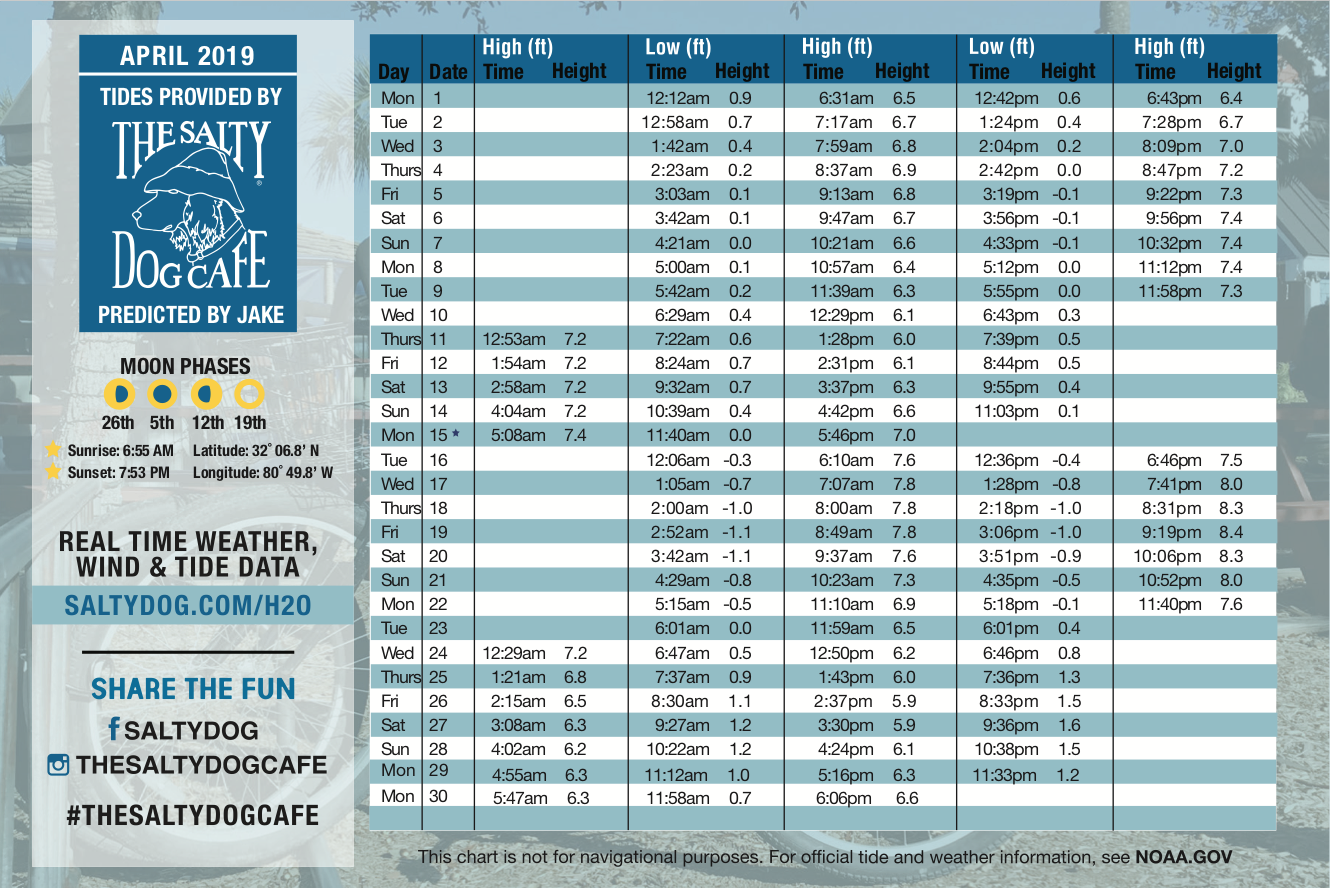 APRIL 2019
TIDES PROVIDED BY
THE SALTY
DOG CAFE
®
PREDICTED BY JAKE
MOON PHASES
26th 5th 12th 19th
Sunrise: 6:55 AM Latitude: 32° 06.8' N
Sunset: 7:53 PM Longitude: 80° 49.8' W
REAL TIME WEATHER,
WIND & TIDE DATA
SALTYDOG.COM/H2O
SHARE THE FUN
f SALTYDOG
THESALTYDOGCAFE
#THESALTYDOGCAFE
High (ft) Low (ft) High (ft) Low (ft) High (ft)
Day Date Time Height Time Height Time Height Time Height Time Height
Mon 1 12:12am 0.9 6:31am 6.5 12:42pm 0.6 6:43pm 6.4
Tue 2 12:58am 0.7 7:17am 6.7 1:24pm 0.4 7:28pm 6.7
Wed 3 1:42am 0.4 7:59am 6.8 2:04pm 0.2 8:09pm 7.0
Thurs 4 2:23am 0.2 8:37am 6.9 2:42pm 0.0 8:47pm 7.2
Fri 5 3:03am 0.1 9:13am 6.8 3:19pm -0.1 9:22pm 7.3
Sat 6 3:42am 0.1 9:47am 6.7 3:56pm -0.1 9:56pm 7.4
Sun 7 4:21am 0.0 10:21am 6.6 4:33pm -0.1 10:32pm 7.4
Mon 8 5:00am 0.1 10:57am 6.4 5:12pm 0.0 11:12pm 7.4
Tue 9 5:42am 0.2 11:39am 6.3 5:55pm 0.0 11:58pm 7.3
Wed 10 6:29am 0.4 12:29pm 6.1 6:43pm 0.3
Thurs 11 12:53am 7.2 7:22am 0.6 1:28pm 6.0 7:39pm 0.5
Fri 12 1:54am 7.2 8:24am 0.7 2:31pm 6.1 8:44pm 0.5
Sat 13 2:58am 7.2 9:32am 0.7 3:37pm 6.3 9:55pm 0.4
Sun 14 4:04am 7.2 10:39am 0.4 4:42pm 6.6 11:03pm 0.1
Mon 15 ★ 5:08am 7.4 11:40am 0.0 5:46pm 7.0
Tue 16 12:06am -0.3 6:10am 7.6 12:36pm -0.4 6:46pm 7.5
Wed 17 1:05am -0.7 7:07am 7.8 1:28pm -0.8 7:41pm 8.0
Thurs 18 2:00am -1.0 8:00am 7.8 2:18pm -1.0 8:31pm 8.3
Fri 19 2:52am -1.1 8:49am 7.8 3:06pm -1.0 9:19pm 8.4
Sat 20 3:42am -1.1 9:37am 7.6 3:51pm -0.9 10:06pm 8.3
Sun 21 4:29am -0.8 10:23am 7.3 4:35pm -0.5 10:52pm 8.0
Mon 22 5:15am -0.5 11:10am 6.9 5:18pm -0.1 11:40pm 7.6
Tue 23 6:01am 0.0 11:59am 6.5 6:01pm 0.4
Wed 24 12:29am 7.2 6:47am 0.5 12:50pm 6.2 6:46pm 0.8
Thurs 25 1:21am 6.8 7:37am 0.9 1:43pm 6.0 7:36pm 1.3
Fri 26 2:15am 6.5 8:30am 1.1 2:37pm 5.9 8:33pm 1.5
Sat 27 3:08am 6.3 9:27am 1.2 3:30pm 5.9 9:36pm 1.6
Sun 28 4:02am 6.2 10:22am 1.2 4:24pm 6.1 10:38pm 1.5
Mon 29 4:55am 6.3 11:12am 1.0 5:16pm 6.3 11:33pm 1.2
Mon 30 5:47am 6.3 11:58am 0.7 6:06pm 6.6
This chart is not for navigational purposes. For official tide and weather information, see NOAA.GOV